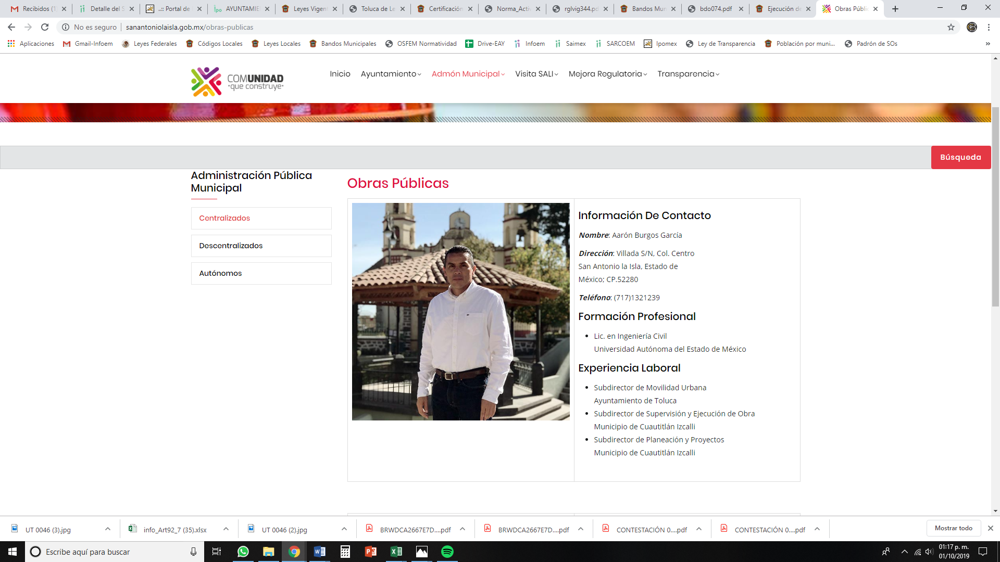 Recibidos (1
Detalle del S
..:: Portal de
AYUNTAMIE
Leyes Vigent
Toluca de Le
Certificación
Norma_Activ
rglvig344.pd
Bandos Mun
bdo074.pdf
Ejecución de
Obras Públic
No es seguro
sanantoniolaisla.gob.mx/obras-publicas
Aplicaciones
Gmail-Infoem
Leyes Federales
Códigos Locales
Leyes Locales
Bandos Municipales
OSFEM Normatividad
Drive-EAY
Infoem
Saimex
SARCOEM
Ipomex
Ley de Transparencia
Población por muni...
Padrón de SOs
»
COMUNIDAD
·que construye·
Inicio
Ayuntamiento
Admón Municipal
Visita SALI
Mejora Regulatoria
Transparencia
Búsqueda
Administración Pública
Municipal
Centralizados
Descentralizados
Autónomos
Obras Públicas
Información De Contacto
Nombre: Aarón Burgos García
Dirección: Villada S/N, Col. Centro
San Antonio la Isla, Estado de
México; CP.52280
Teléfono: (717)1321239
Formación Profesional
• Lic. en Ingeniería Civil
Universidad Autónoma del Estado de México
Experiencia Laboral
• Subdirector de Movilidad Urbana
Ayuntamiento de Toluca
• Subdirector de Supervisión y Ejecución de Obra
Municipio de Cuautitlán Izcalli
• Subdirector de Planeación y Proyectos
Municipio de Cuautitlán Izcalli
UT 0046 (3).jpg
info_Art92_7 (35).xlsx
UT 0046 (2).jpg
BRWDCA2667E7D....pdf
BRWDCA2667E7D....pdf
CONTESTACIÓN 0....pdf
CONTESTACIÓN 0....pdf
Mostrar todo
Escribe aquí para buscar
01:17 p. m.
01/10/2019